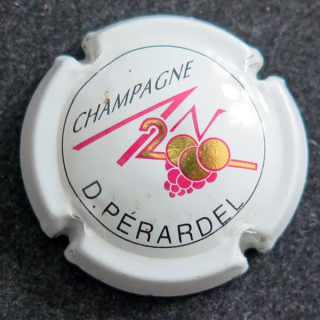 CHAMPAGNE
AN
2000
D. PÉRARDEL